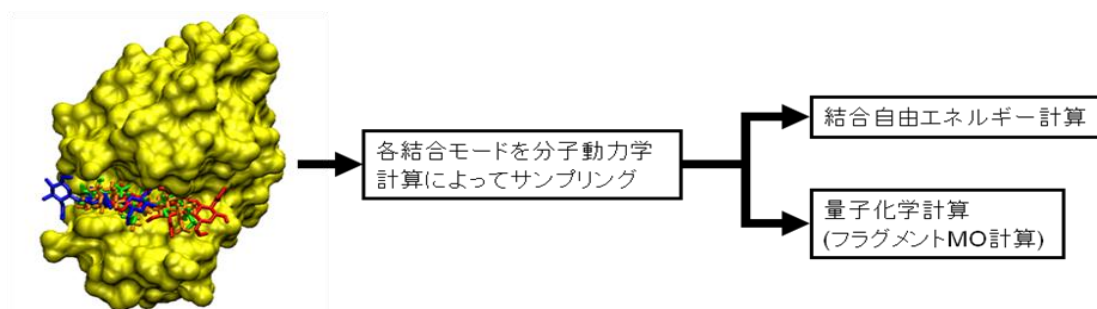 各結合モードを分子動力学
計算によってサンプリング
結合自由エネルギー計算
量子化学計算
(フラグメントMO計算)